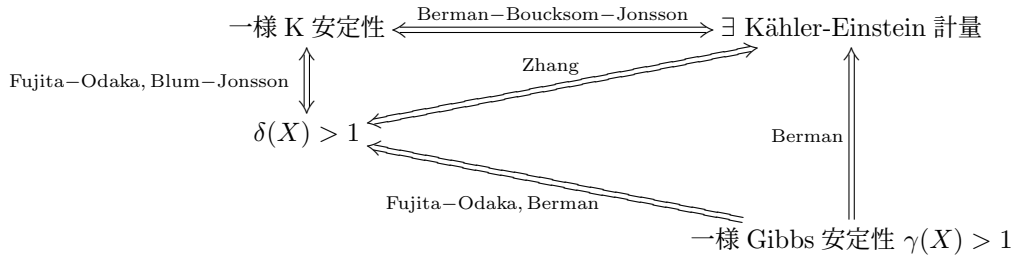 一様 K 安定性
Berman−Boucksom−Jonsson
∃ Kähler-Einstein 計量
Fujita−Odaka, Blum−Jonsson
Zhang
δ(X) > 1
Berman
Fujita−Odaka, Berman
一様 Gibbs 安定性 γ(X) > 1